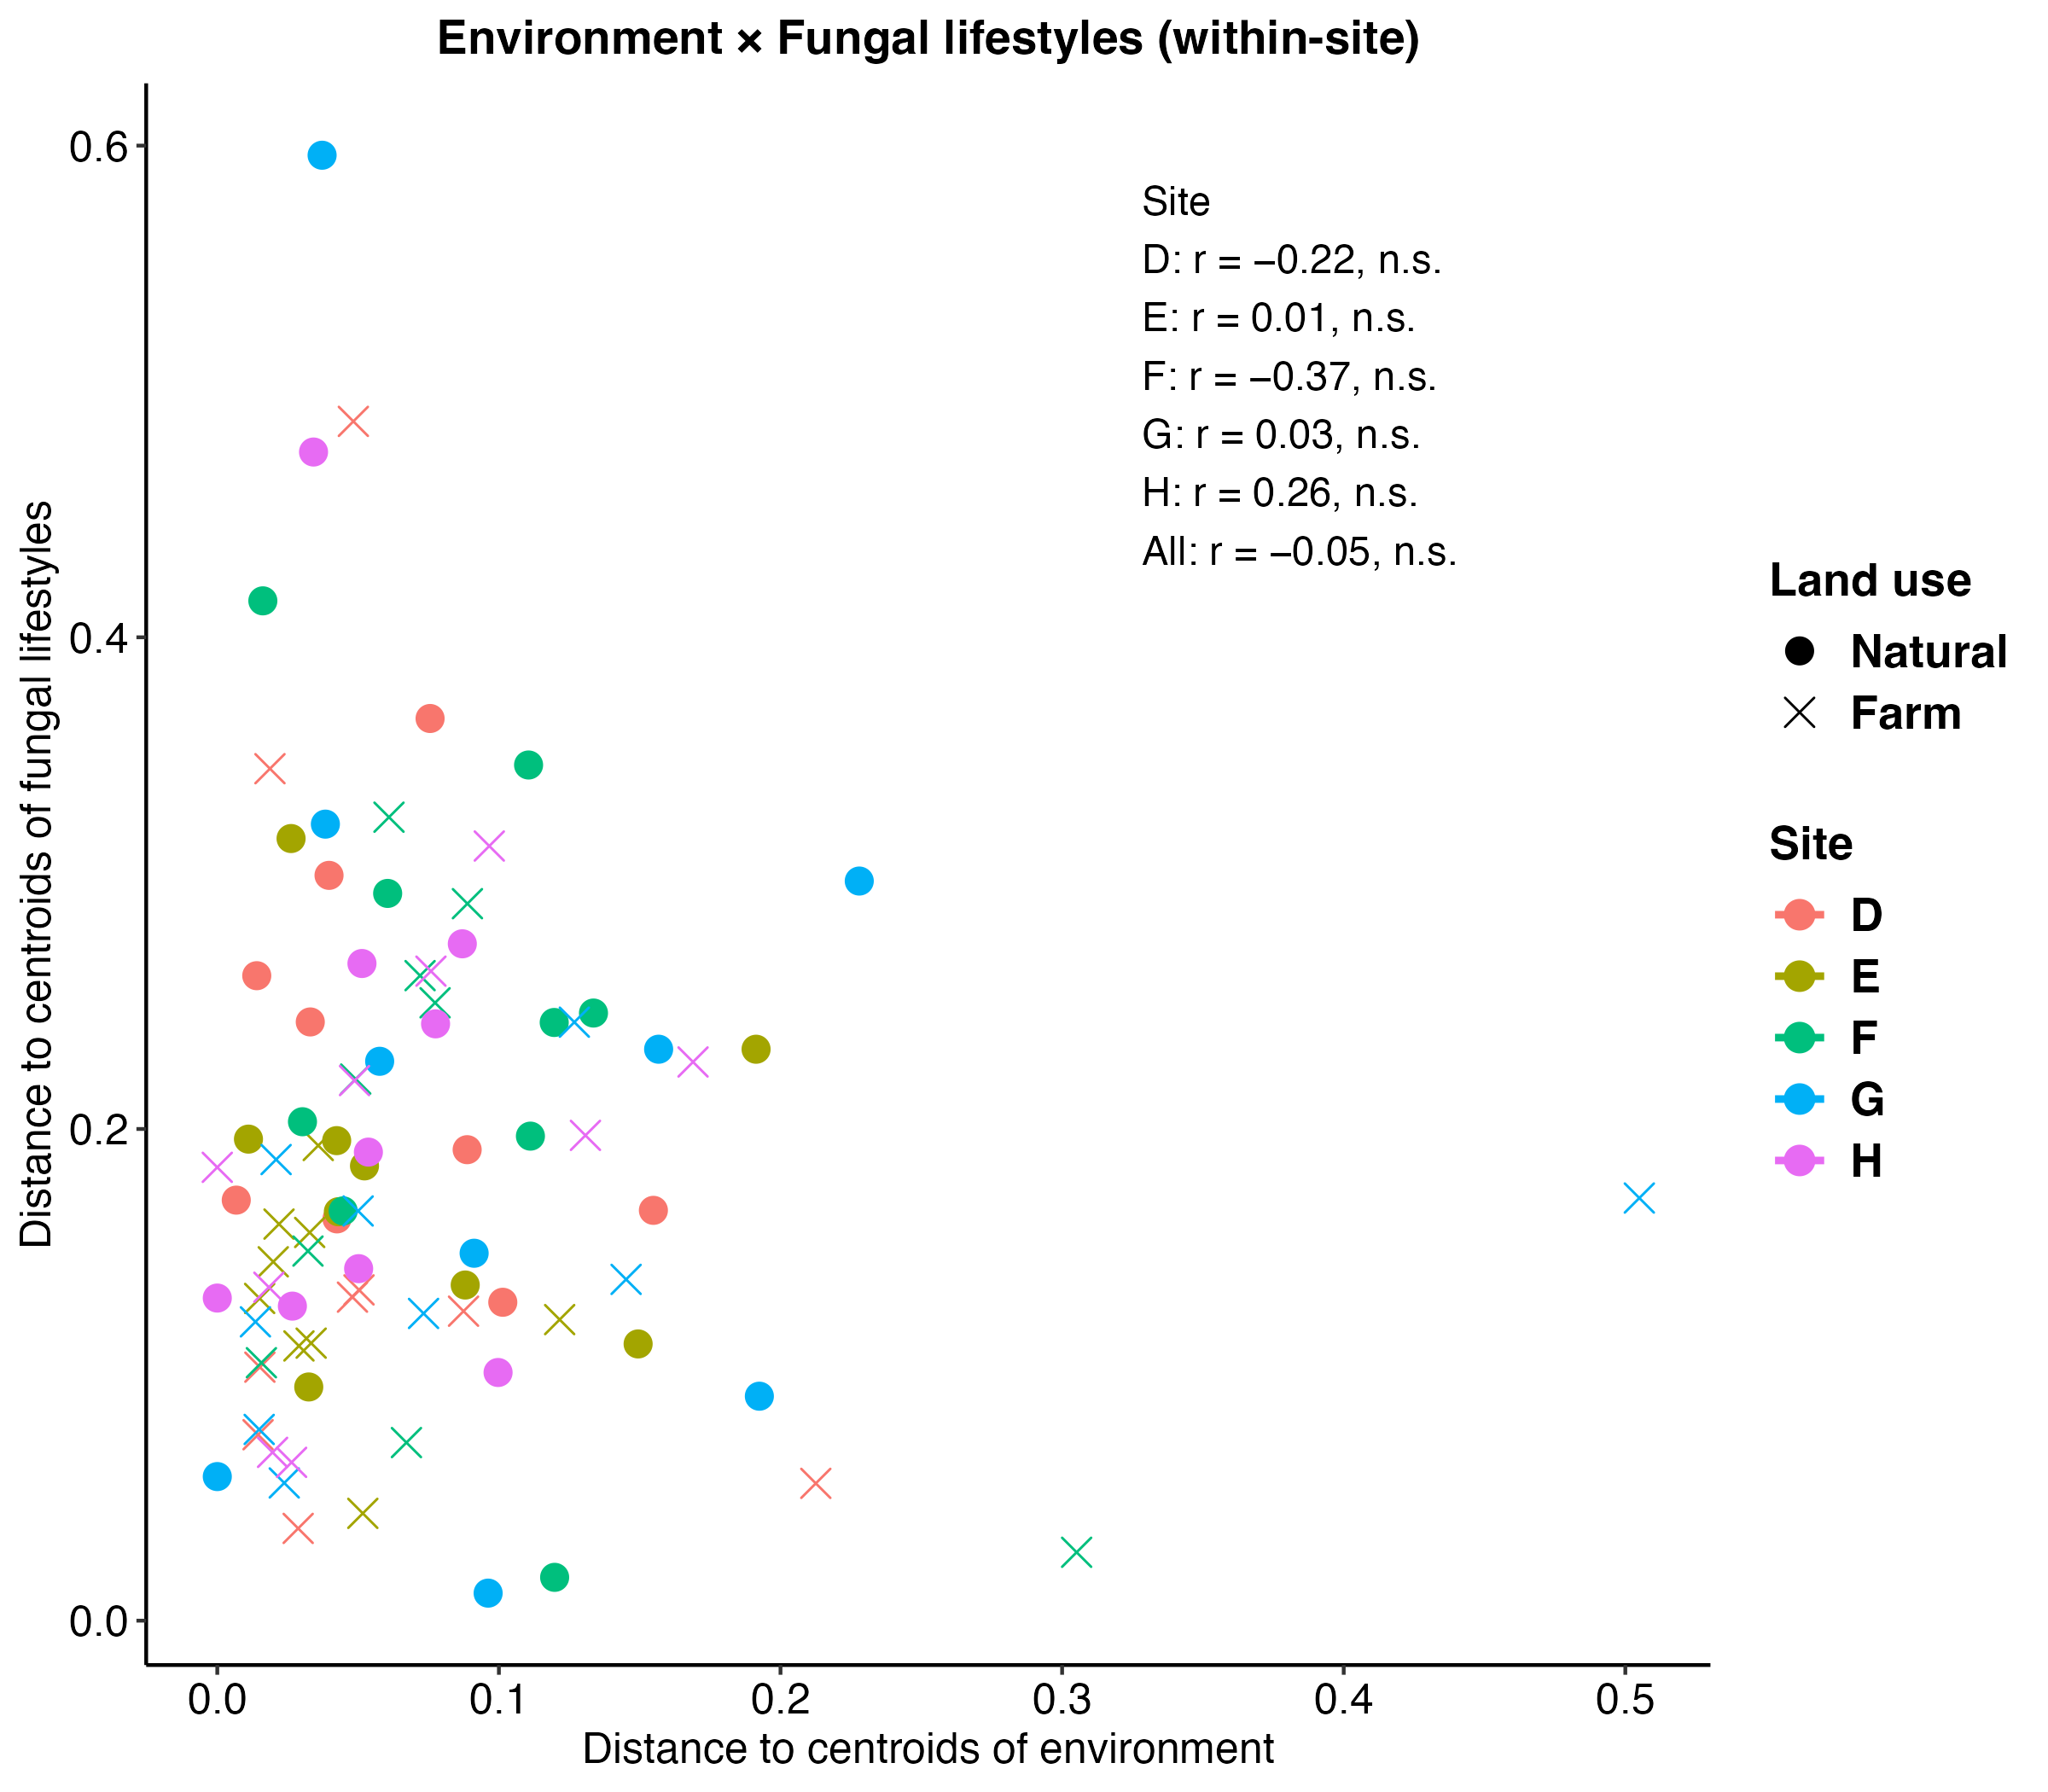 Environment × Fungal lifestyles (within-site)
Distance to centroids of fungal lifestyles
0.6
0.4
0.2
0.0
Site
D: r = −0.22, n.s.
E: r = 0.01, n.s.
F: r = −0.37, n.s.
G: r = 0.03, n.s.
H: r = 0.26, n.s.
All: r = −0.05, n.s.
Land use
Natural
Farm
Site
D
E
F
G
H
0.0 0.1 0.2 0.3 0.4 0.5
Distance to centroids of environment